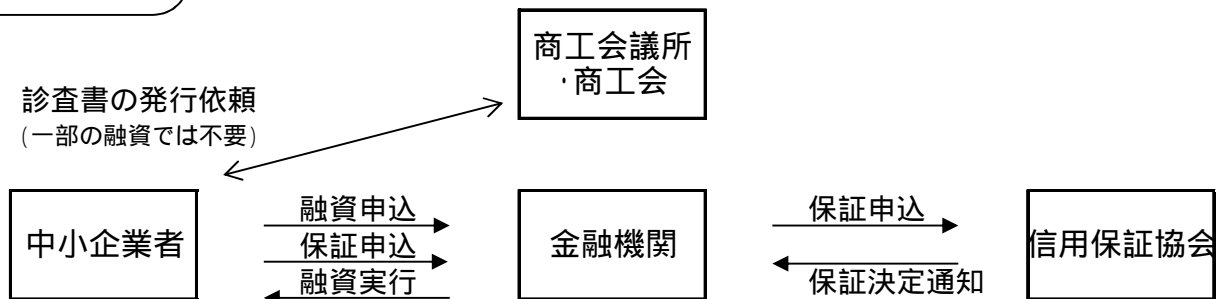 商工会議所
・商工会
診査書の発行依頼
(一部の融資では不要)
中小企業者
融資申込
保証申込
融資実行
金融機関
保証申込
保証決定通知
信用保証協会